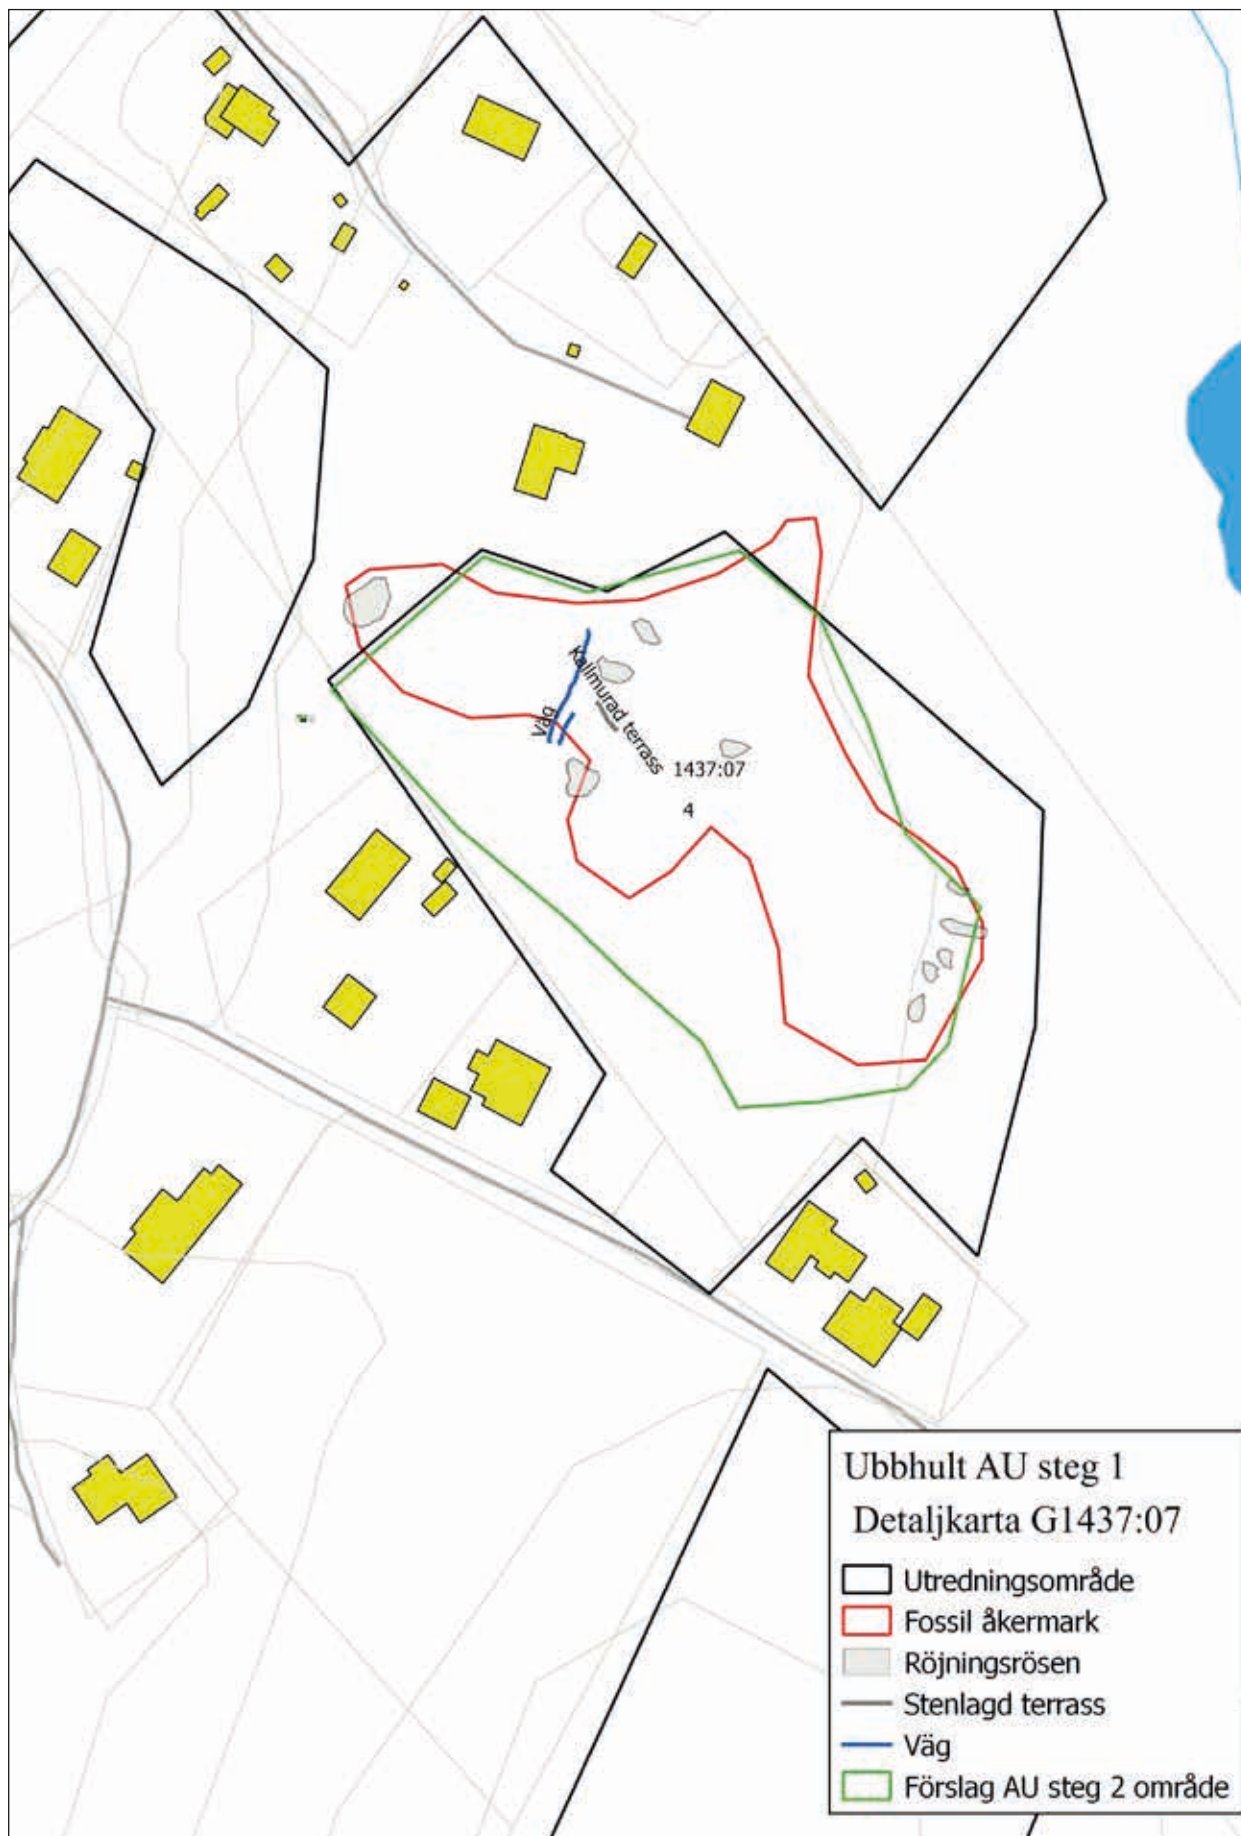 Väg
Kallmurad terrass
1437:07
4
Ubbhult AU steg 1
Detaljkarta G1437:07
Utredningsområde
Fossil åkermark
Röjningsrösen
Stenlagd terrass
Väg
Förslag AU steg 2 område